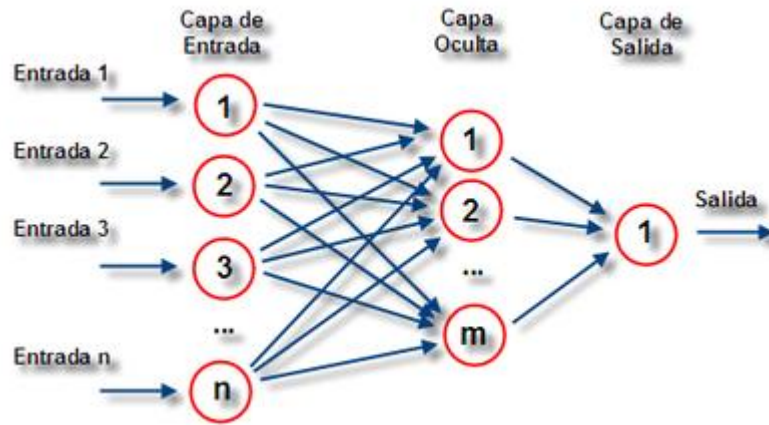 Capa de
Entrada
Capa
Oculta
Capa de
Salida
Entrada 1
1
1
Entrada 2
2
2
Salida
Entrada 3
1
3
...
...
m
Entrada n
n